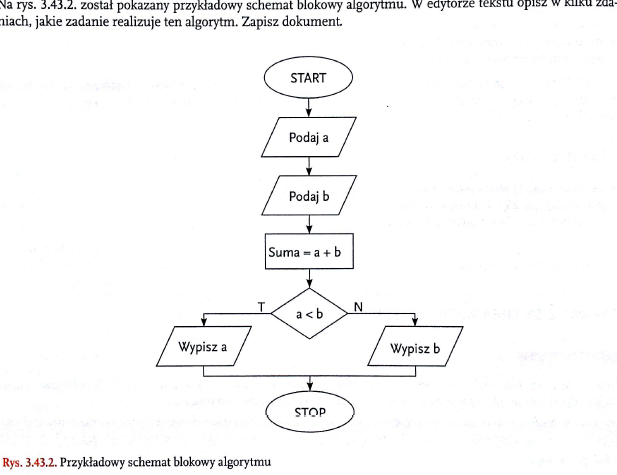 Na rys. 3.43.2. został pokazany przykładowy schemat blokowy algorytmu. W edytorze tekstu opisz w kilku zda-
niach, jakie zadanie realizuje ten algorytm. Zapisz dokument.
START
Podaj a
Podaj b
Suma = a + b
T
a < b
N
Wypisz a
Wypisz b
STOP
Rys. 3.43.2. Przykładowy schemat blokowy algorytmu